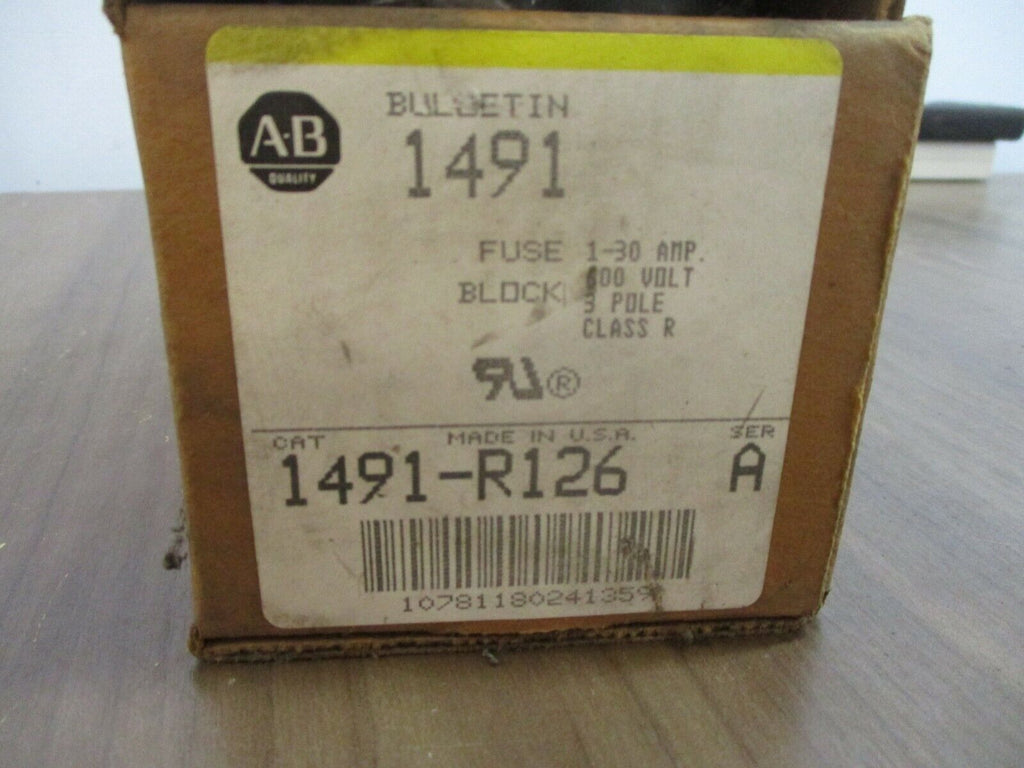 A-B
QUALITY
BULLETIN
1491
FUSE BLOCK
1-30 AMP.
600 VOLT
3 POLE
CLASS R
®
CAT
MADE IN U.S.A.
SER
1491-R126
A
10781180241359